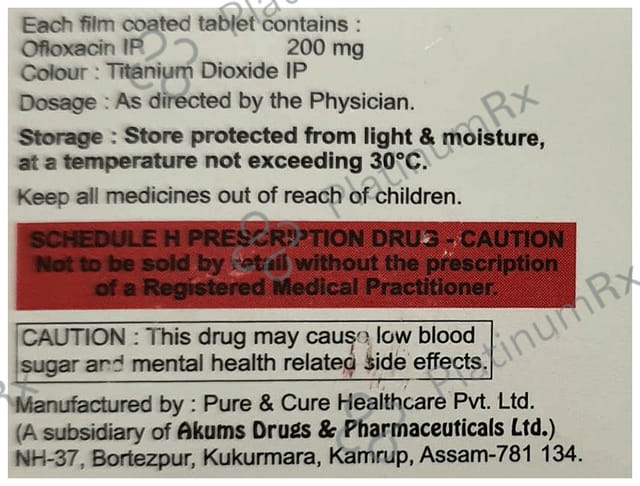 Each film coated tablet contains :
Ofloxacin IP 200 mg
Colour : Titanium Dioxide IP
Dosage : As directed by the Physician.
Storage : Store protected from light & moisture,
at a temperature not exceeding 30°C.
Keep all medicines out of reach of children.
SCHEDULE H PRESCRIPTION DRUG - CAUTION
Not to be sold by retail without the prescription
of a Registered Medical Practitioner.
CAUTION : This drug may cause low blood
sugar and mental health related side effects.
Manufactured by : Pure & Cure Healthcare Pvt. Ltd.
(A subsidiary of Akums Drugs & Pharmaceuticals Ltd.)
NH-37, Bortezpur, Kukurmara, Kamrup, Assam-781 134.
PlatinumRx
PlatinumRx
PlatinumRx
Rx